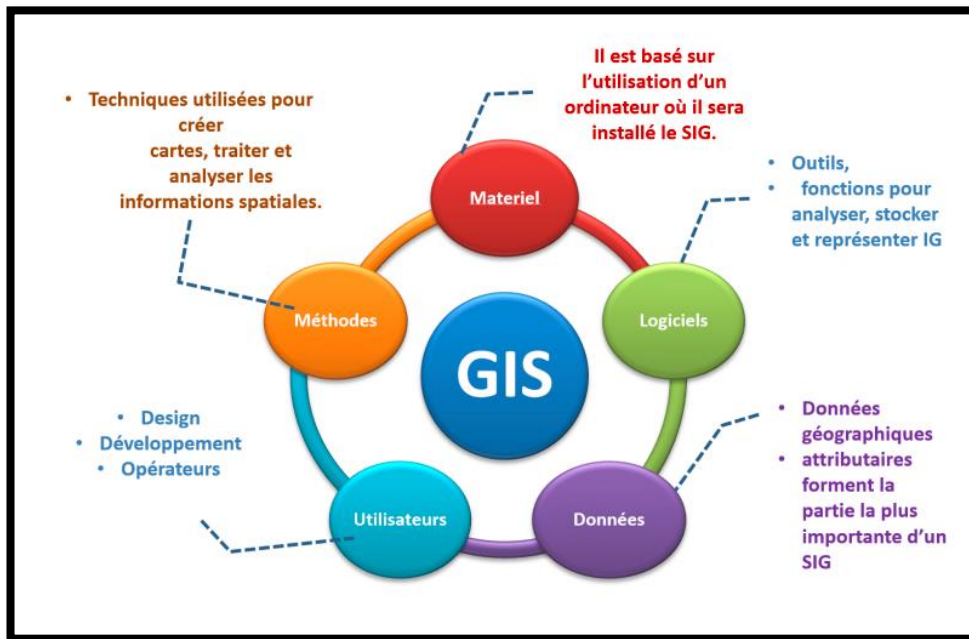 Il est basé sur
l'utilisation d'un
ordinateur où il sera
installé le SIG.
• Techniques utilisées pour
créer
cartes, traiter et
analyser les
informations spatiales.
Materiel
• Outils,
• fonctions pour
analyser, stocker
et représenter IG
Méthodes
Logiciels
GIS
• Design
• Développement
• Opérateurs
• Données
géographiques
• attributaires
forment la
partie la plus
importante d'un
SIG
Utilisateurs
Données